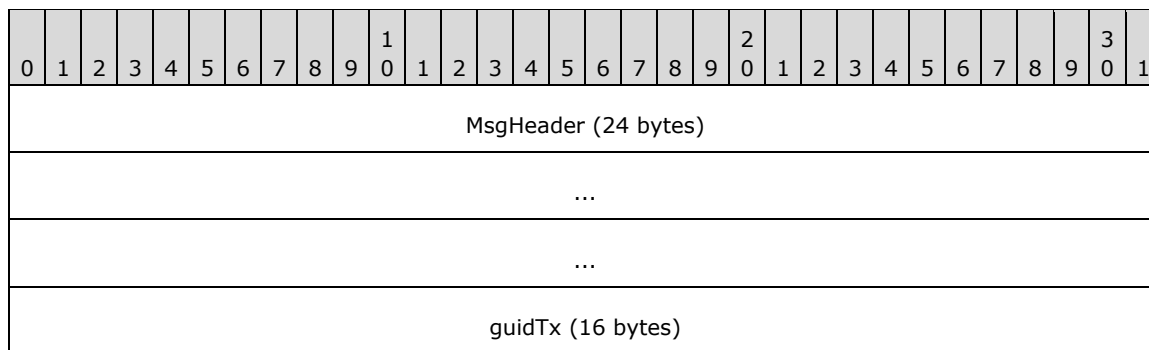 1 2 3
0 1 2 3 4 5 6 7 8 9 0 1 2 3 4 5 6 7 8 9 0 1 2 3 4 5 6 7 8 9 0 1
MsgHeader (24 bytes)
...
...
guidTx (16 bytes)